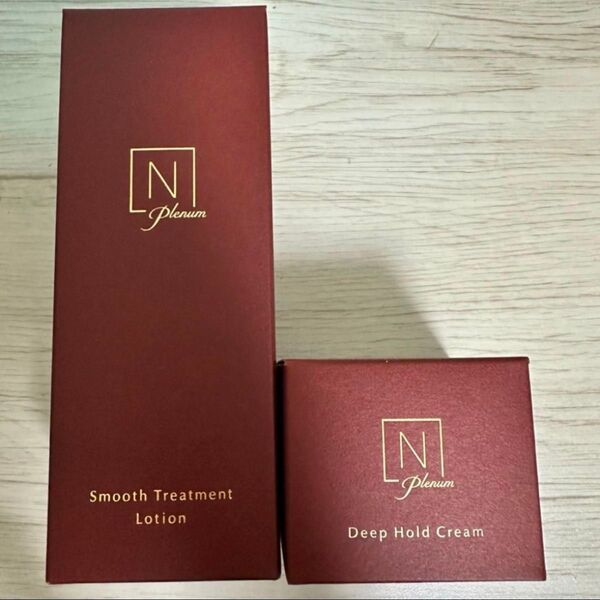 N
Plenum
Smooth Treatment
Lotion
N
Plenum
Deep Hold Cream